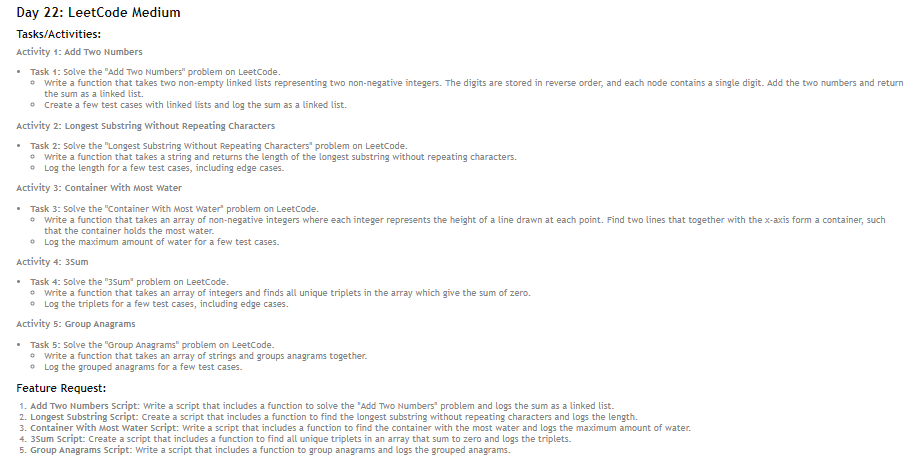 Day 22: LeetCode Medium
Tasks/Activities:
Activity 1: Add Two Numbers
• Task 1: Solve the "Add Two Numbers" problem on LeetCode.
o Write a function that takes two non-empty linked lists representing two non-negative integers. The digits are stored in reverse order, and each node contains a single digit. Add the two numbers and return
the sum as a linked list.
o Create a few test cases with linked lists and log the sum as a linked list.
Activity 2: Longest Substring Without Repeating Characters
• Task 2: Solve the "Longest Substring Without Repeating Characters" problem on LeetCode.
o Write a function that takes a string and returns the length of the longest substring without repeating characters.
o Log the length for a few test cases, including edge cases.
Activity 3: Container With Most Water
• Task 3: Solve the "Container With Most Water" problem on LeetCode.
o Write a function that takes an array of non-negative integers where each integer represents the height of a line drawn at each point. Find two lines that together with the x-axis form a container, such
that the container holds the most water.
o Log the maximum amount of water for a few test cases.
Activity 4: 3Sum
• Task 4: Solve the "3Sum" problem on LeetCode.
o Write a function that takes an array of integers and finds all unique triplets in the array which give the sum of zero.
o Log the triplets for a few test cases, including edge cases.
Activity 5: Group Anagrams
• Task 5: Solve the "Group Anagrams" problem on LeetCode.
o Write a function that takes an array of strings and groups anagrams together.
o Log the grouped anagrams for a few test cases.
Feature Request:
1. Add Two Numbers Script: Write a script that includes a function to solve the "Add Two Numbers" problem and logs the sum as a linked list.
2. Longest Substring Script: Create a script that includes a function to find the longest substring without repeating characters and logs the length.
3. Container With Most Water Script: Write a script that includes a function to find the container with the most water and logs the maximum amount of water.
4. 3Sum Script: Create a script that includes a function to find all unique triplets in an array that sum to zero and logs the triplets.
5. Group Anagrams Script: Write a script that includes a function to group anagrams and logs the grouped anagrams.